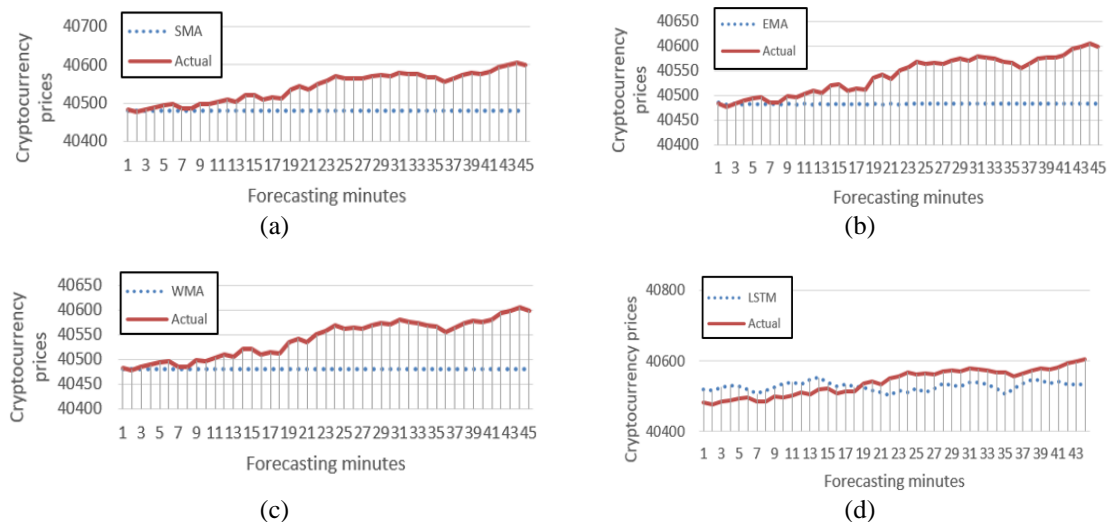 SMA
Actual
40700
40600
40500
40400
Cryptocurrency prices
1 3 5 7 9 11 13 15 17 19 21 23 25 27 29 31 33 35 37 39 41 43 45
Forecasting minutes
(a)
EMA
Actual
40650
40600
40550
40500
40450
40400
Cryptocurrency prices
1 3 5 7 9 11 13 15 17 19 21 23 25 27 29 31 33 35 37 39 41 43 45
Forecasting minutes
(b)
WMA
Actual
40650
40600
40550
40500
40450
40400
Cryptocurrency prices
1 3 5 7 9 11 13 15 17 19 21 23 25 27 29 31 33 35 37 39 41 43 45
Forecasting minutes
(c)
LSTM
Actual
40800
40600
40400
Cryptocurrency prices
1 3 5 7 9 11 13 15 17 19 21 23 25 27 29 31 33 35 37 39 41 43
Forecasting minutes
(d)